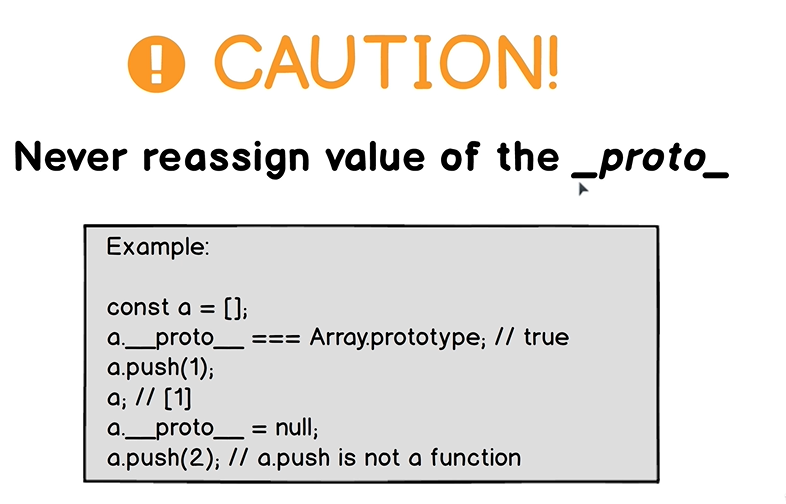 CAUTION!
Never reassign value of the _proto_
Example:
const a = [];
a.__proto__ === Array.prototype; // true
a.push(1);
a; // [1]
a.__proto__ = null;
a.push(2); // a.push is not a function